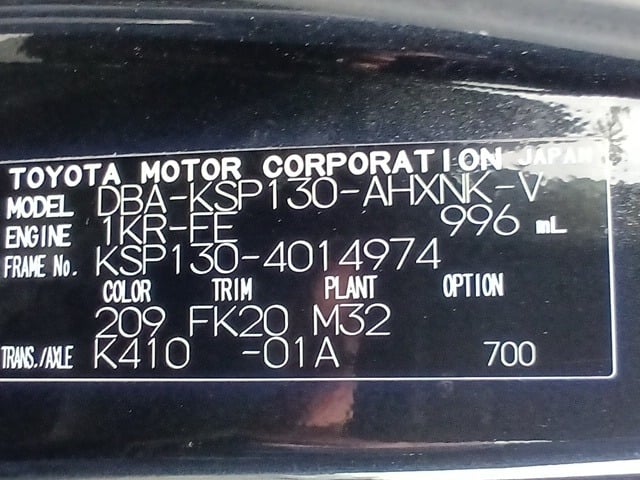 TOYOTA MOTOR CORPORATION JAPAN
MODEL DBA-KSP130-AHXNK-V
ENGINE 1KR-FE 996 mL
FRAME No. KSP130-4014974
COLOR TRIM PLANT OPTION
209 FK20 M32
TRANS./AXLE K410 -01A 700